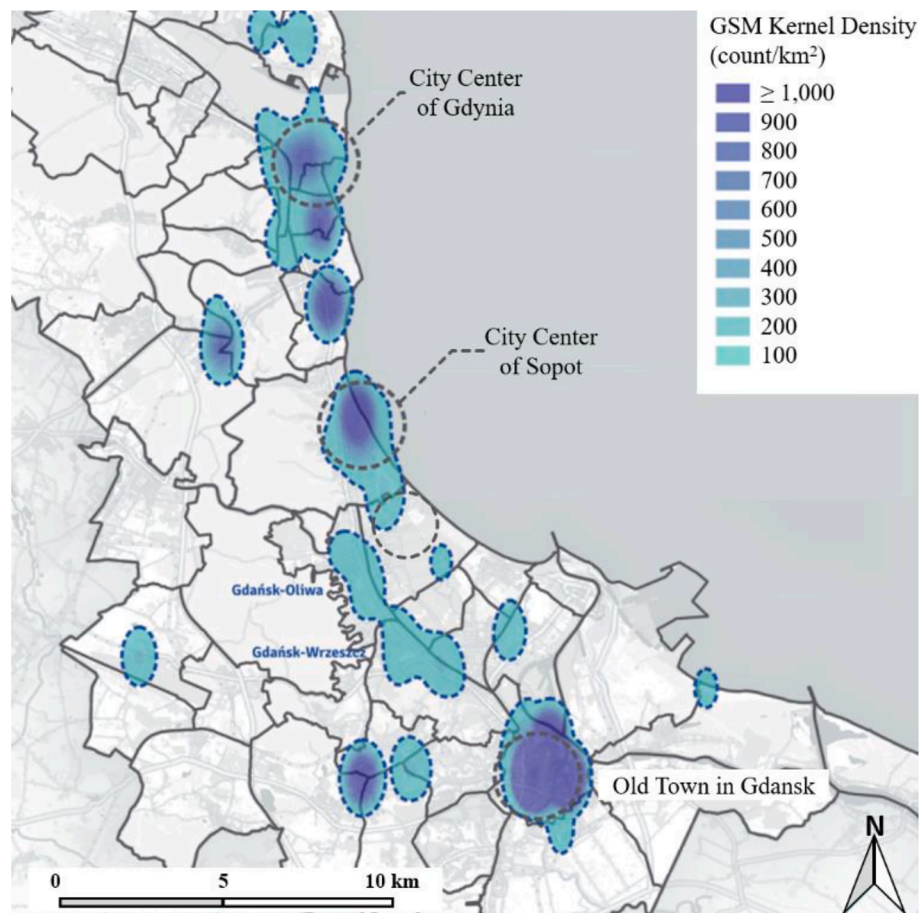 GSM Kernel Density
(count/km²)
≥ 1,000
900
800
700
600
500
400
300
200
100
City Center
of Gdynia
City Center
of Sopot
Gdańsk-Oliwa
Gdańsk-Wrzeszcz
Old Town in Gdansk
N
0 5 10 km